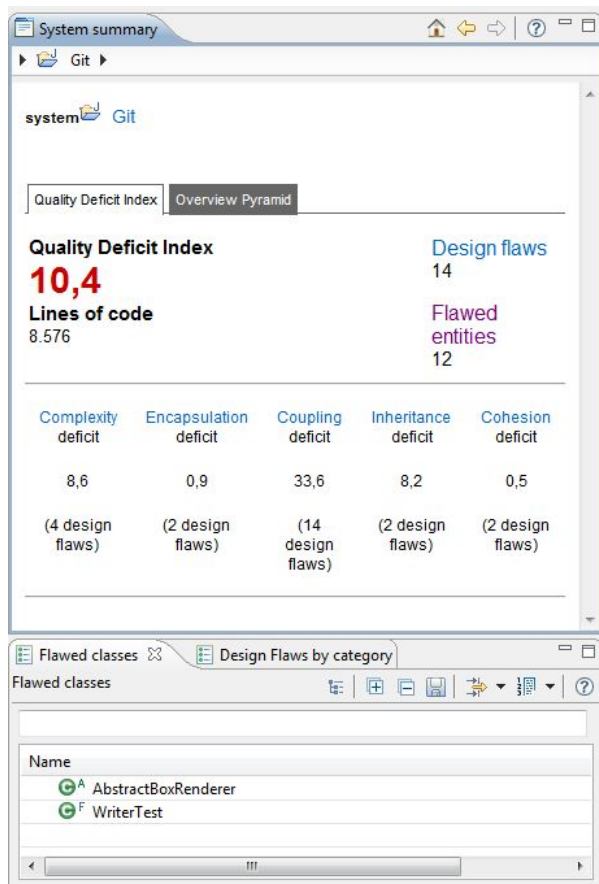 System summary
Git
system Git
Quality Deficit Index Overview Pyramid
Quality Deficit Index
10,4
Lines of code
8.576
Design flaws
14
Flawed
entities
12
Complexity Encapsulation Coupling Inheritance Cohesion
deficit deficit deficit deficit deficit
8,6 0,9 33,6 8,2 0,5
(4 design (2 design (14 (2 design (2 design
flaws) flaws) design flaws) flaws)
flaws)
Flawed classes Design Flaws by category
Flawed classes
Name
C A AbstractBoxRenderer
C F WriterTest